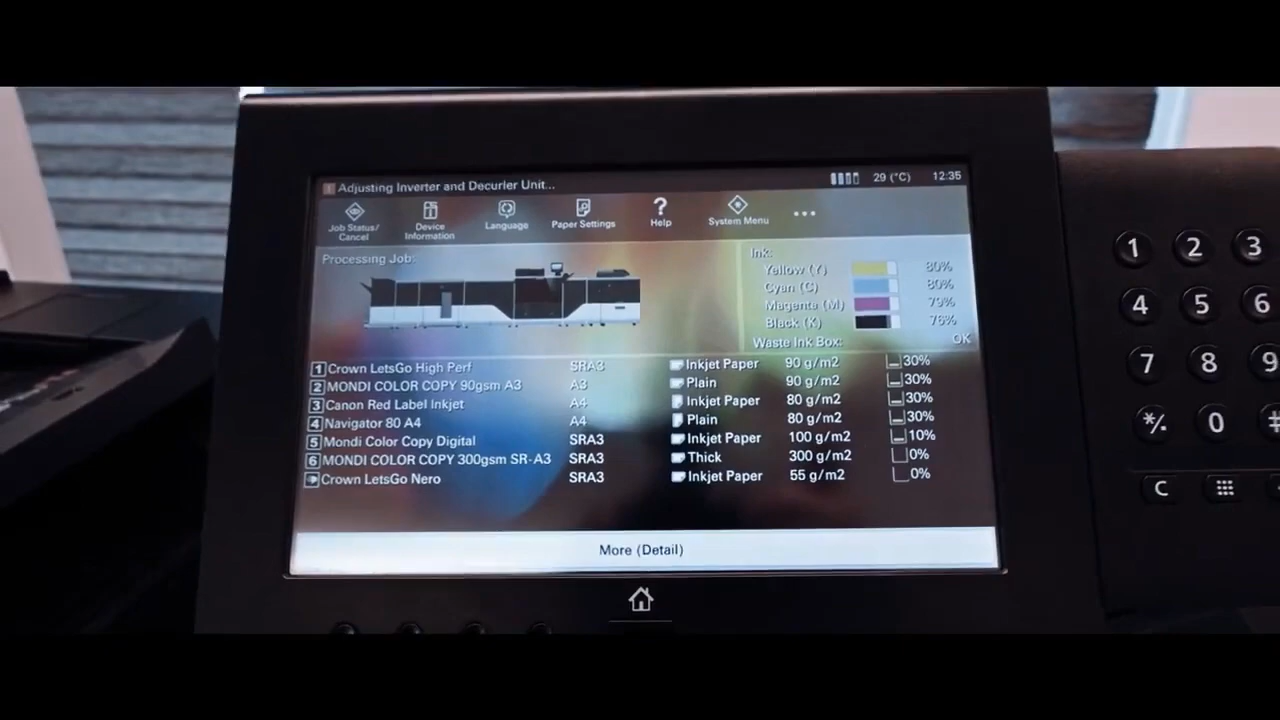 Adjusting Inverter and Decurler Unit... 29 (°C) 12:35
Job Status/ Cancel
Device Information
Language
Paper Settings
? Help
System Menu
...
Processing Job:
Ink:
Yellow (Y) 80%
Cyan (C) 80%
Magenta (M) 79%
Black (K) 76%
Waste Ink Box: OK
1 Crown LetsGo High Perf SRA3 Inkjet Paper 90 g/m2 30%
2 MONDI COLOR COPY 90gsm A3 A3 Plain 90 g/m2 30%
3 Canon Red Label Inkjet A4 Inkjet Paper 80 g/m2 30%
4 Navigator 80 A4 A4 Plain 80 g/m2 30%
5 Mondi Color Copy Digital SRA3 Inkjet Paper 100 g/m2 10%
6 MONDI COLOR COPY 300gsm SR-A3 SRA3 Thick 300 g/m2 0%
Crown LetsGo Nero SRA3 Inkjet Paper 55 g/m2 0%
More (Detail)
1 2 3
4 5 6
7 8 9
*/. 0 #
C